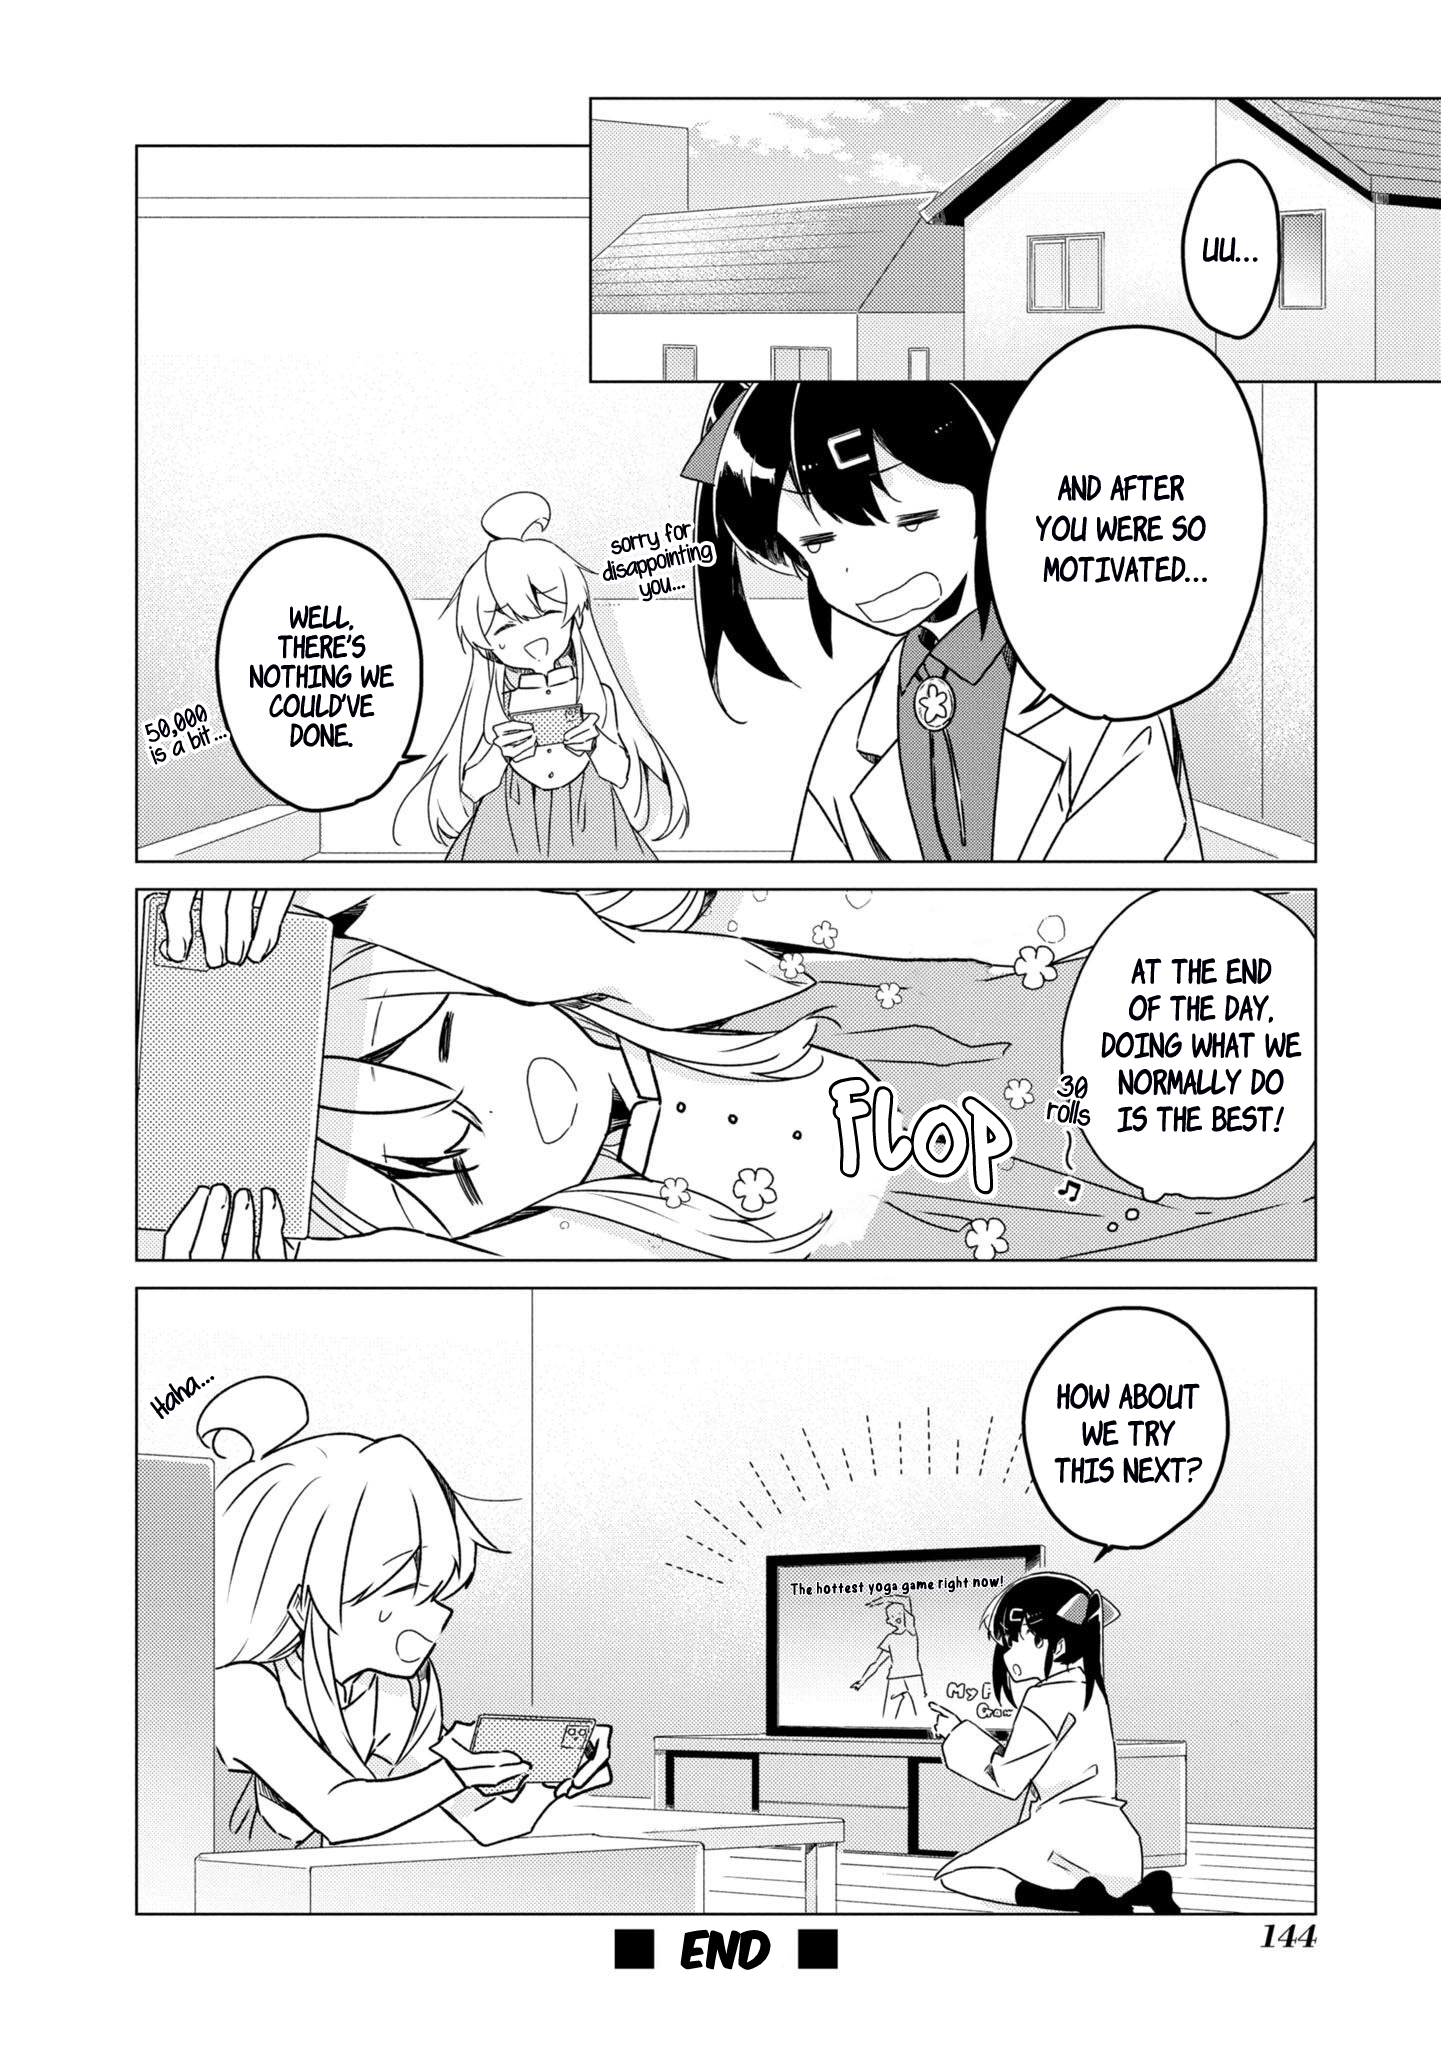 UU...
AND AFTER
YOU WERE SO
MOTIVATED...
sorry for
disappointing
you...
WELL,
THERE'S
NOTHING WE
COULD'VE
DONE.
50,000
is a bit...
AT THE END
OF THE DAY,
DOING WHAT WE
NORMALLY DO
IS THE BEST!
30
rolls
FLOP
HOW ABOUT
WE TRY
THIS NEXT?
Haha...
The hottest yoga game right now!
My F
END
144